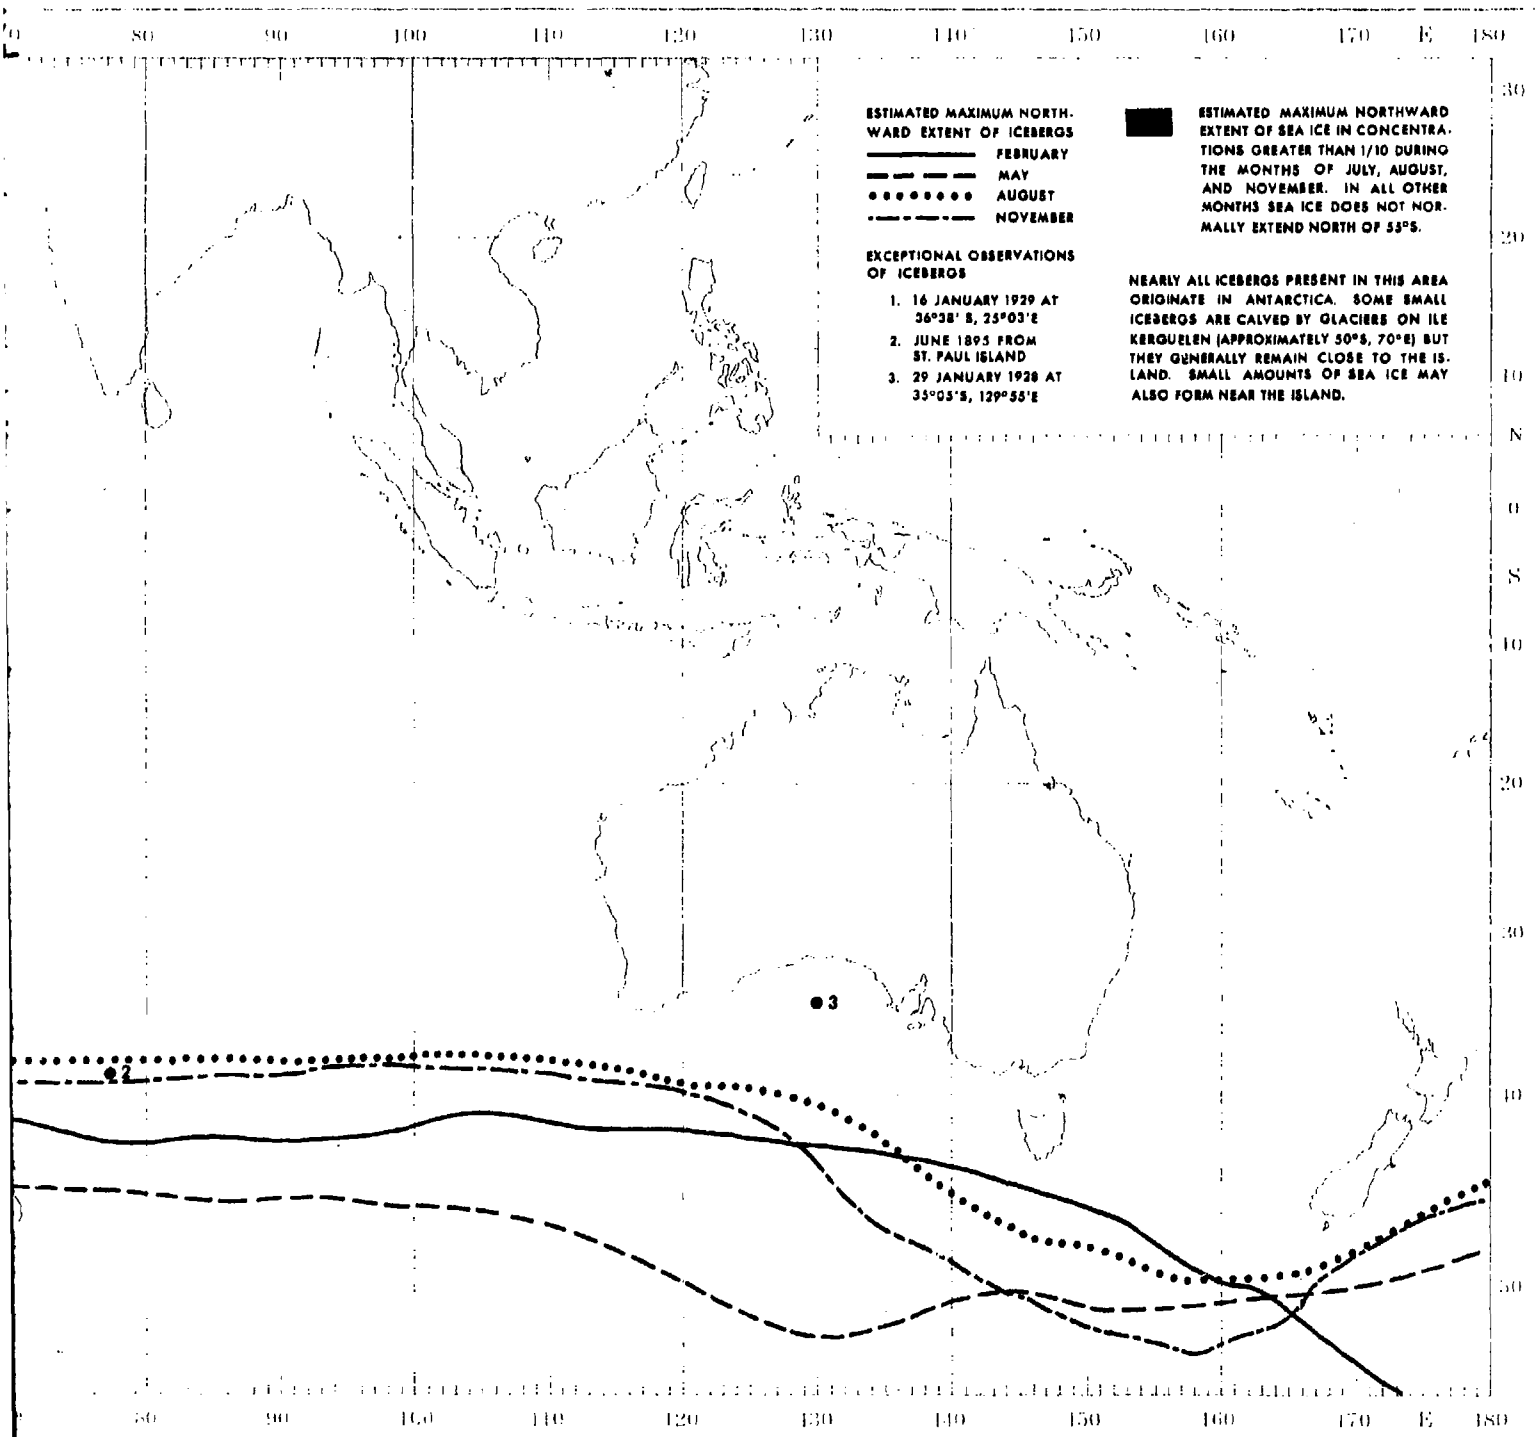 70 80 90 100 110 120 130 140 150 160 170 E 180
ESTIMATED MAXIMUM NORTH-
WARD EXTENT OF ICEBERGS
FEBRUARY
MAY
AUGUST
NOVEMBER
EXCEPTIONAL OBSERVATIONS
OF ICEBERGS
1. 16 JANUARY 1929 AT
36°38' S, 25°03'E
2. JUNE 1895 FROM
ST. PAUL ISLAND
3. 29 JANUARY 1928 AT
35°05'S, 129°55'E
ESTIMATED MAXIMUM NORTHWARD
EXTENT OF SEA ICE IN CONCENTRA-
TIONS GREATER THAN 1/10 DURING
THE MONTHS OF JULY, AUGUST,
AND NOVEMBER. IN ALL OTHER
MONTHS SEA ICE DOES NOT NOR-
MALLY EXTEND NORTH OF 55°S.
NEARLY ALL ICEBERGS PRESENT IN THIS AREA
ORIGINATE IN ANTARCTICA. SOME SMALL
ICEBERGS ARE CALVED BY GLACIERS ON ILE
KERGUELEN (APPROXIMATELY 50°S, 70°E) BUT
THEY GENERALLY REMAIN CLOSE TO THE IS-
LAND. SMALL AMOUNTS OF SEA ICE MAY
ALSO FORM NEAR THE ISLAND.
30
20
10
N
0
S
10
20
30
3
2
40
50
80 90 100 110 120 130 140 150 160 170 E 180